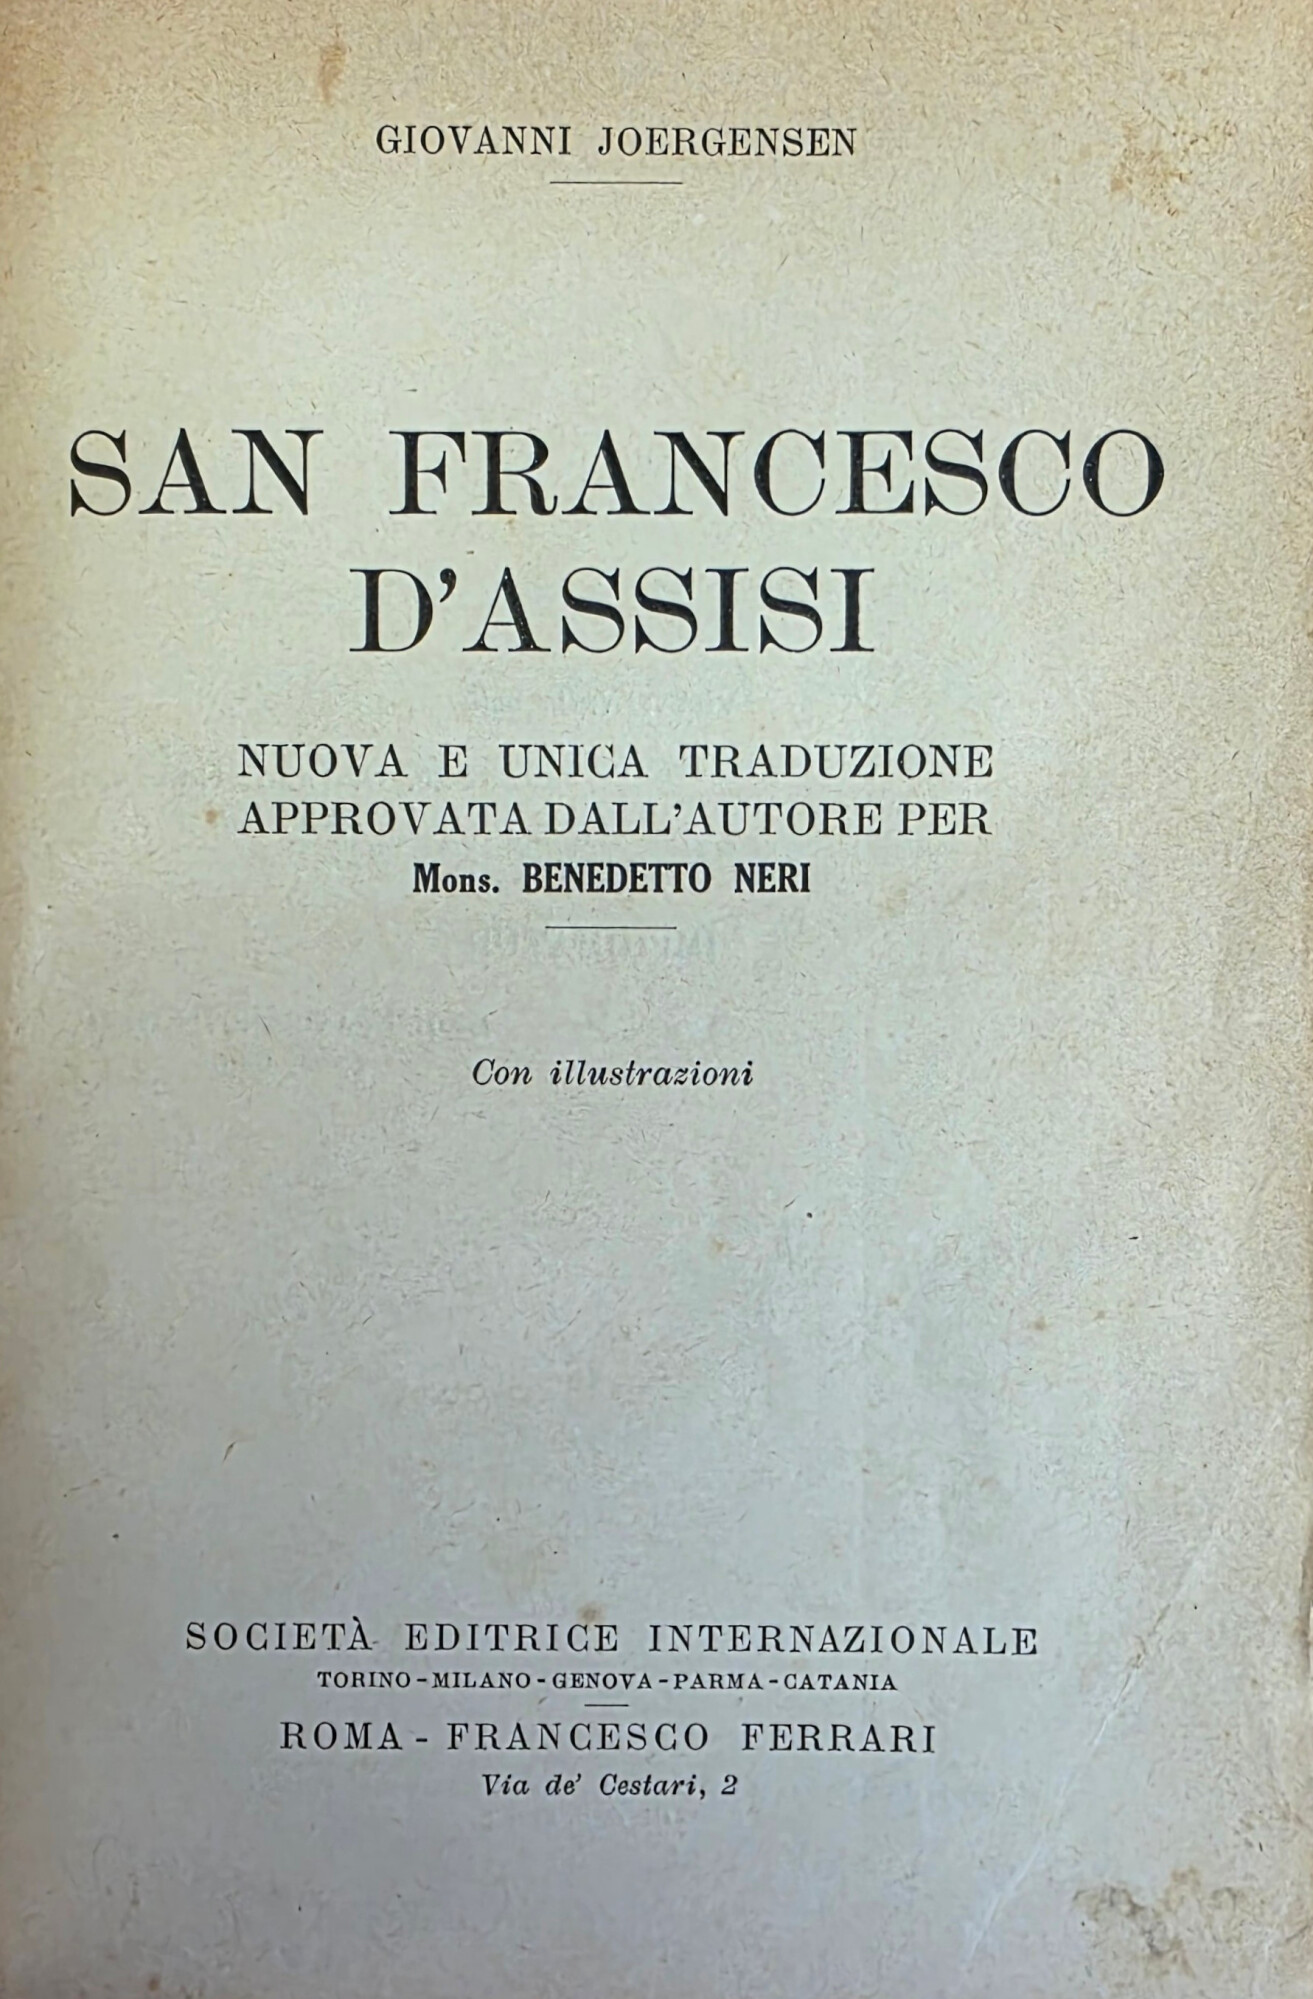 GIOVANNI JOERGENSEN
SAN FRANCESCO
D'ASSISI
NUOVA E UNICA TRADUZIONE
APPROVATA DALL'AUTORE PER
Mons. BENEDETTO NERI
Con illustrazioni
SOCIETÀ EDITRICE INTERNAZIONALE
TORINO - MILANO - GENOVA - PARMA - CATANIA
ROMA - FRANCESCO FERRARI
Via de' Cestari, 2